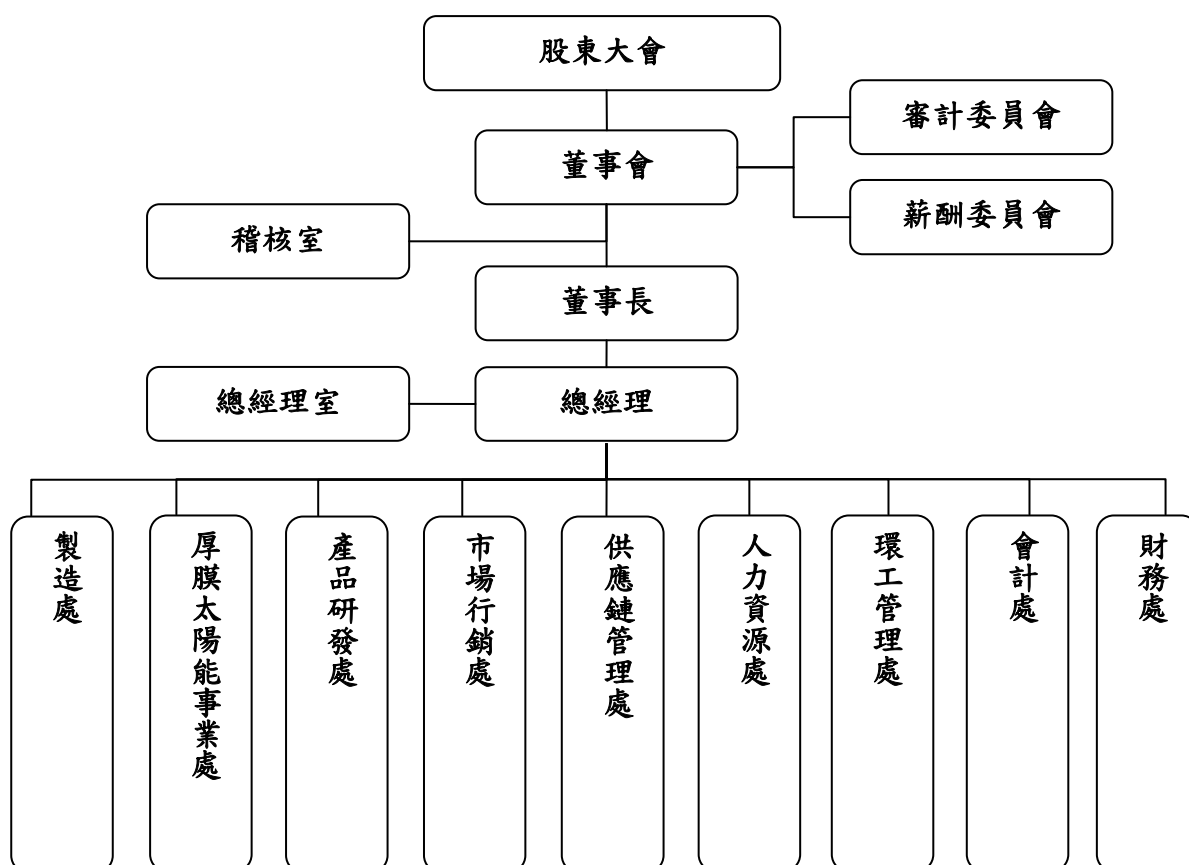 股東大會
審計委員會
董事會
薪酬委員會
稽核室
董事長
總經理室
總經理
製造處
厚膜太陽能事業處
產品研發處
市場行銷處
供應鏈管理處
人力資源處
環工管理處
會計處
財務處